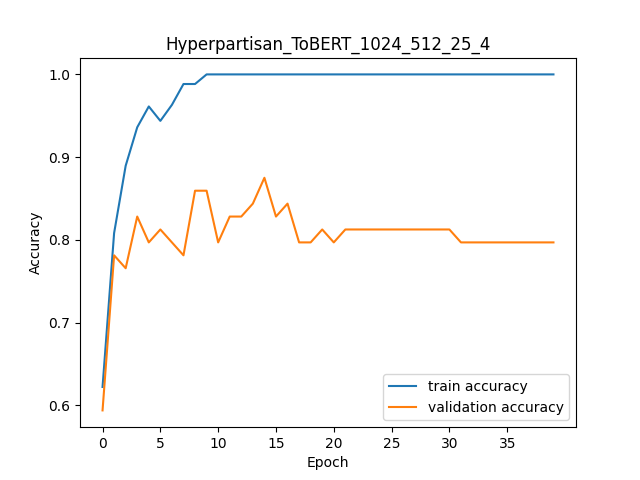 Hyperpartisan_ToBERT_1024_512_25_4
1.0
0.9
0.8
0.7
0.6
Accuracy
0 5 10 15 20 25 30 35
Epoch
train accuracy
validation accuracy